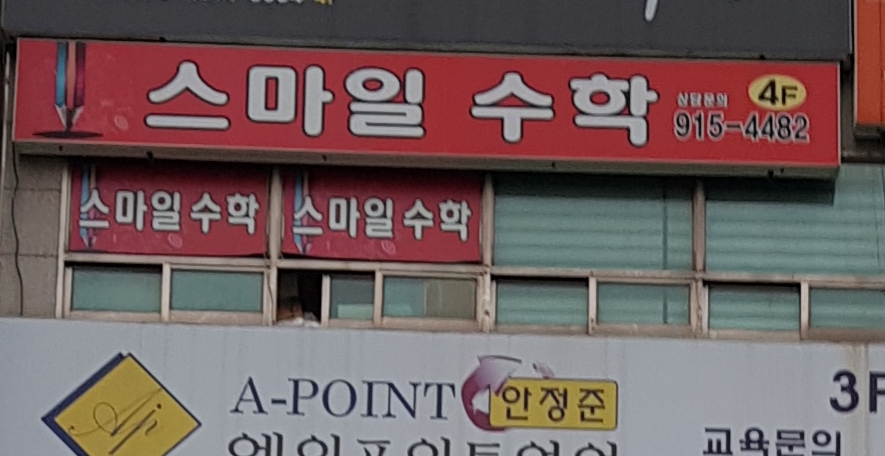 스마일 수학
상담문의
4F
915-4482
스마일 수학
스마일 수학
A-POINT
안정준
3F
교육문의